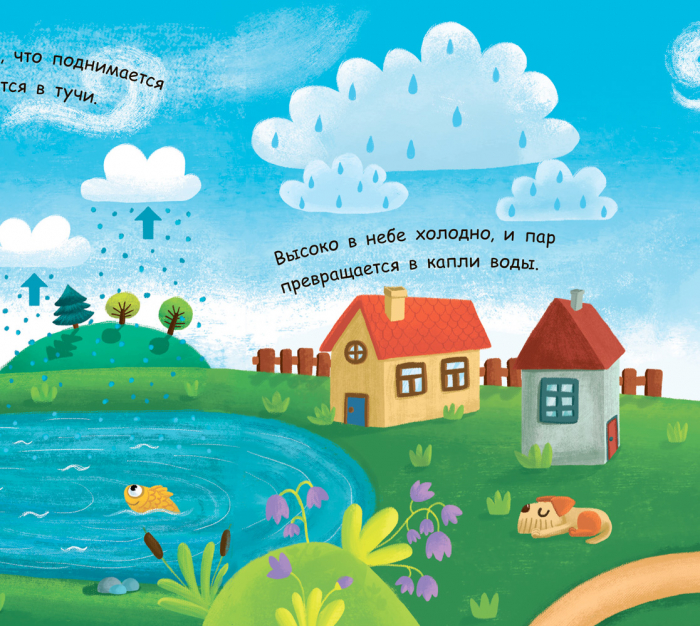 , что поднимается
тся в тучи.
Высоко в небе холодно, и пар
превращается в капли воды.